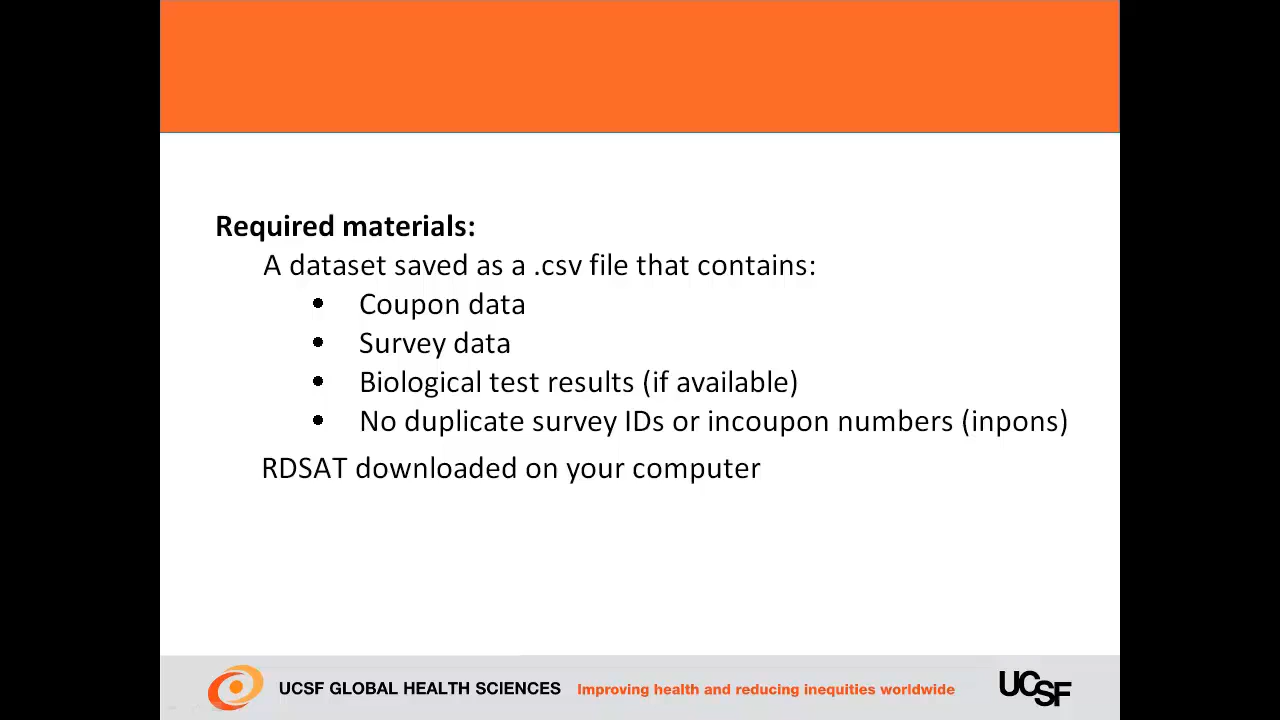 Required materials:
A dataset saved as a .csv file that contains:
• Coupon data
• Survey data
• Biological test results (if available)
• No duplicate survey IDs or incoupon numbers (inpons)
RDSAT downloaded on your computer
UCSF GLOBAL HEALTH SCIENCES Improving health and reducing inequities worldwide UCSF